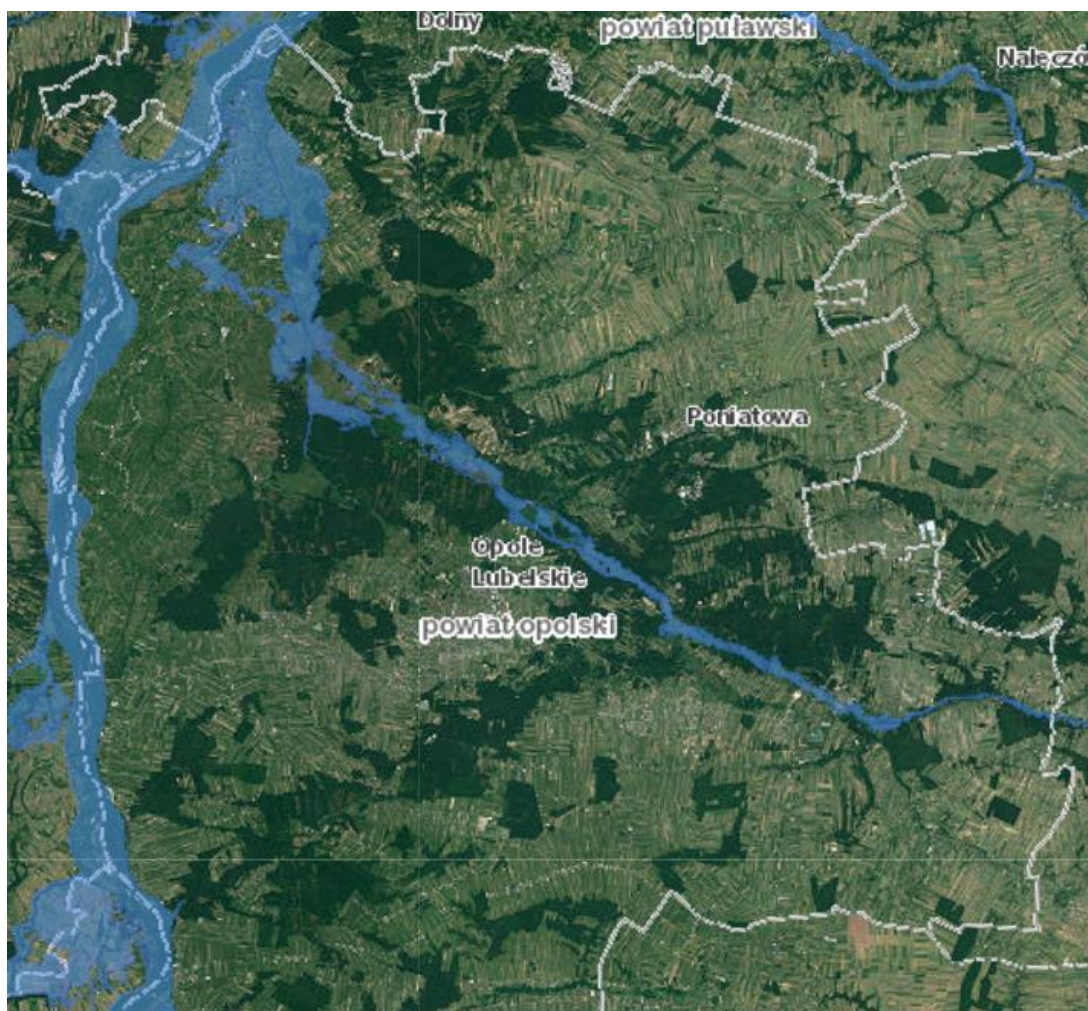 Dolny
powiat puławski
Nałęczó
Poniatowa
Opole
Lubelskie
powiat opolski